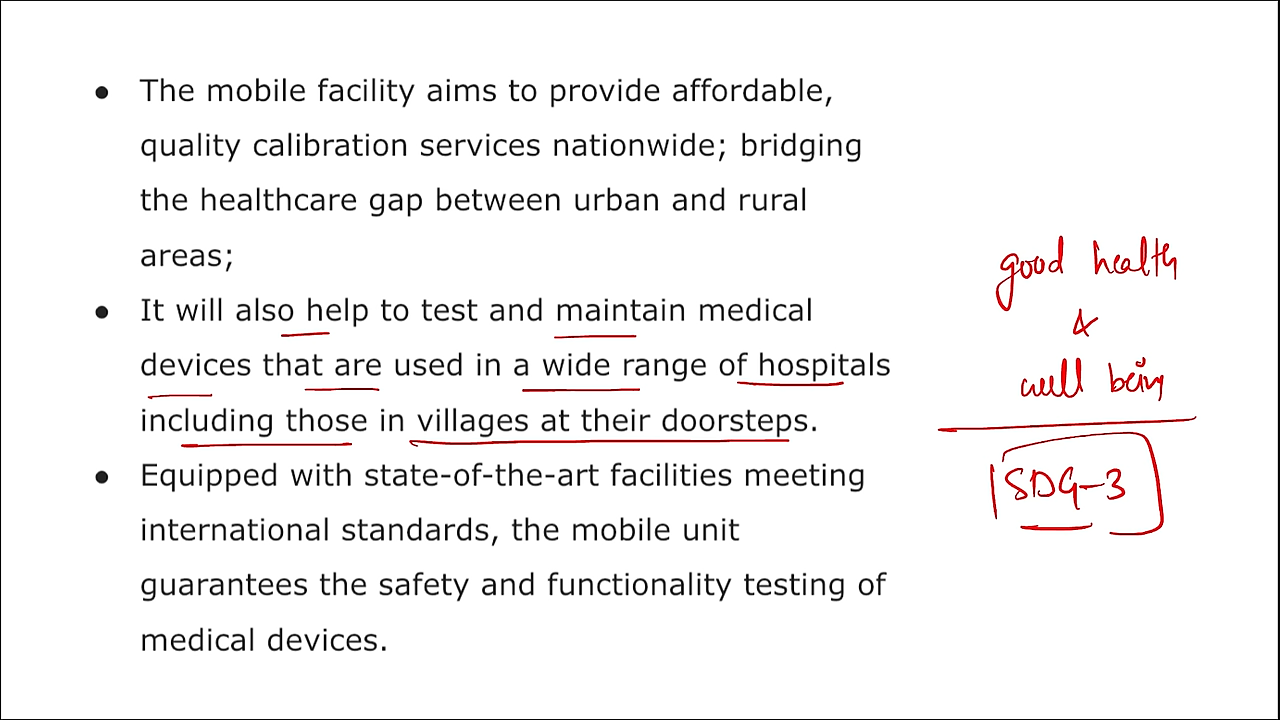 ● The mobile facility aims to provide affordable,
quality calibration services nationwide; bridging
the healthcare gap between urban and rural
areas;
● It will also help to test and maintain medical
devices that are used in a wide range of hospitals
including those in villages at their doorsteps.
● Equipped with state-of-the-art facilities meeting
international standards, the mobile unit
guarantees the safety and functionality testing of
medical devices.
good health
&
well being
SDG-3